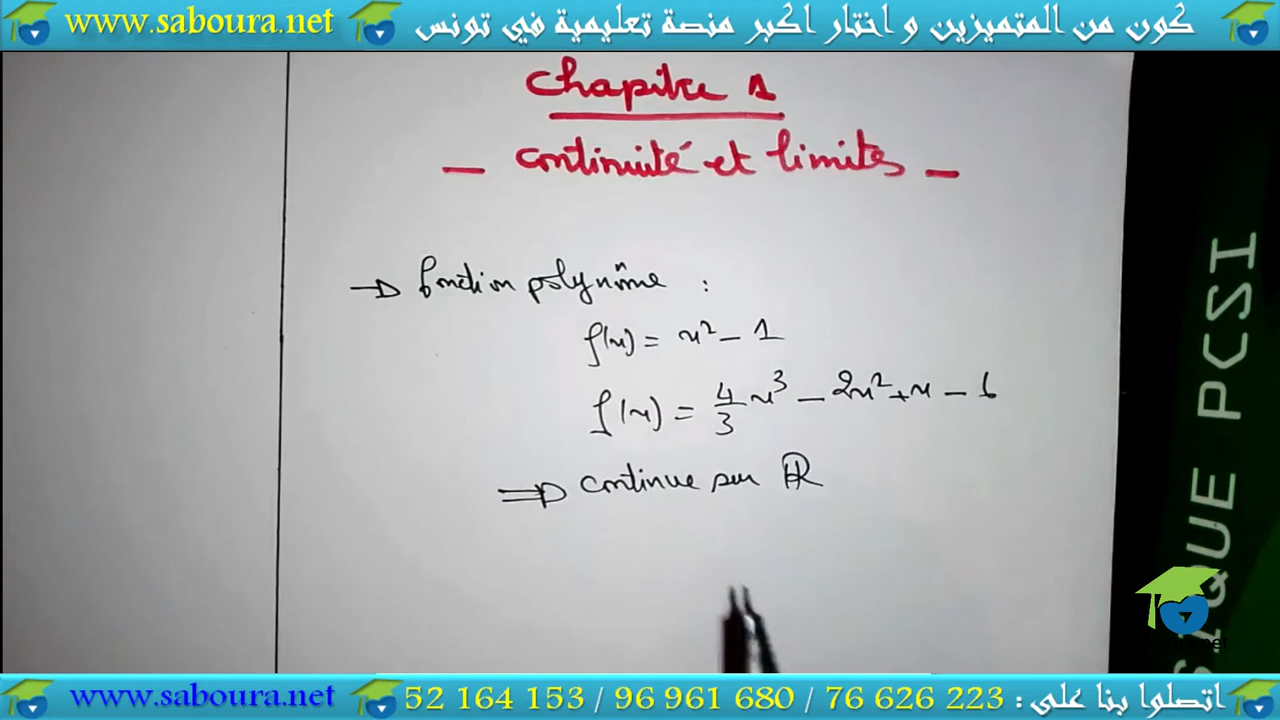 www.saboura.net كون من المتميزين و اختار اكبر منصة تعليمية في تونس
Chapitre 1
- continuité et limites -
→ fonction polynôme :
f(x) = x² - 1
f(x) = 4/3 x³ - 2x² + x - 6
⇒ continue sur ℝ
SIQUE PCSI
www.saboura.net 52 164 153 / 96 961 680 / 76 626 223 : اتصلوا بنا على